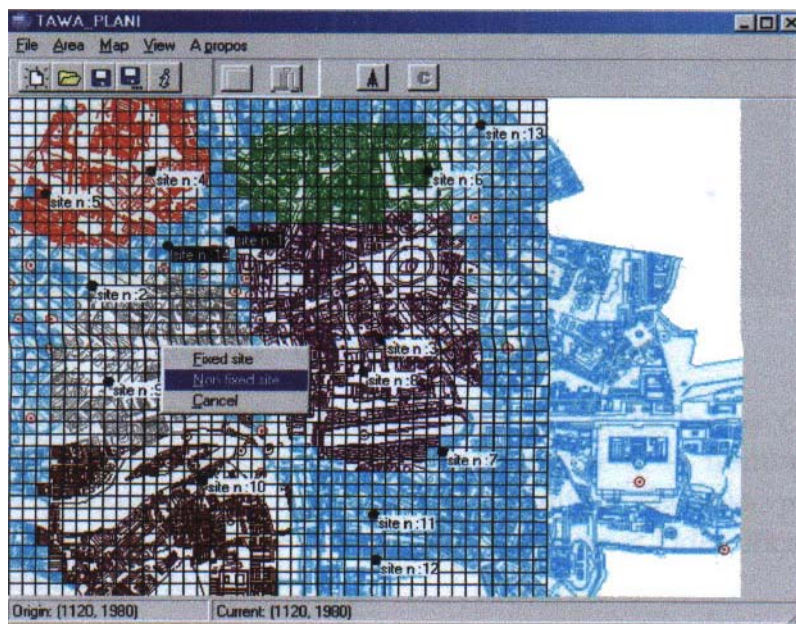 TAWA_PLANI
File Area Map View A propos
C
site n :13
site n :4
site n :6
site n :5
site n :2
site n :3
Fixed site
Non fixed site
Cancel
site n :8
site n :7
site n :10
site n :11
site n :12
Origin: (1120, 1980)
Current: (1120, 1980)